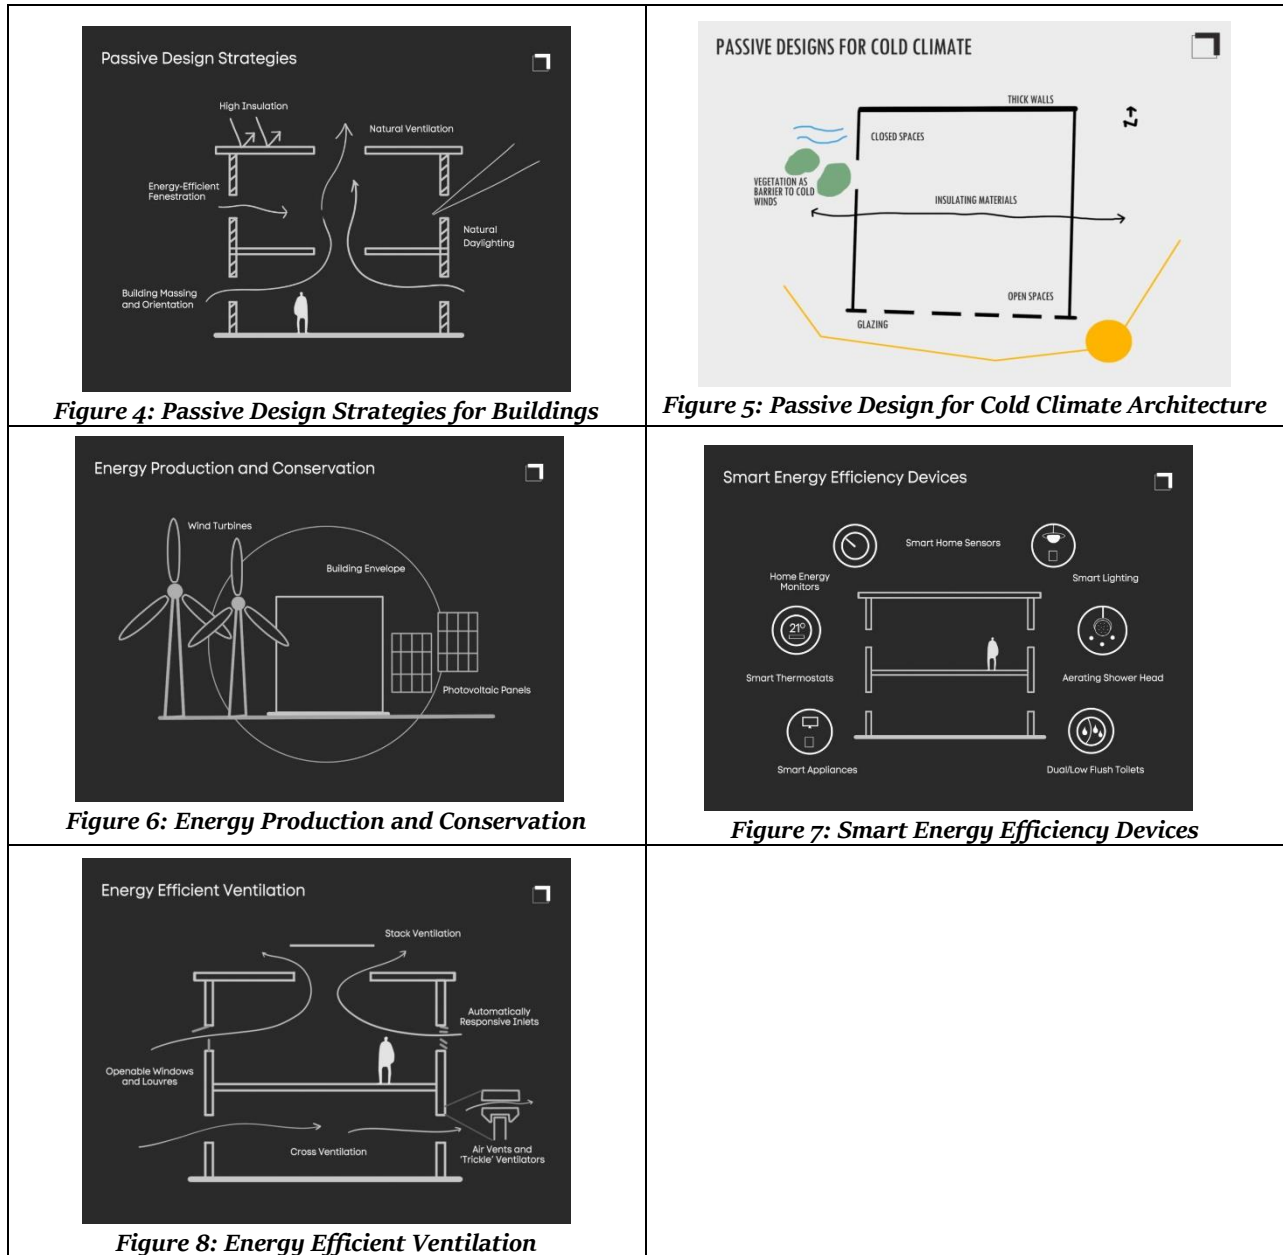 Passive Design Strategies
High Insulation
Natural Ventilation
Energy-Efficient
Fenestration
Natural
Daylighting
Building Massing
and Orientation
Figure 4: Passive Design Strategies for Buildings
PASSIVE DESIGNS FOR COLD CLIMATE
THICK WALLS
N
CLOSED SPACES
VEGETATION AS
BARRIER TO COLD
WINDS
INSULATING MATERIALS
OPEN SPACES
GLAZING
Figure 5: Passive Design for Cold Climate Architecture
Energy Production and Conservation
Wind Turbines
Building Envelope
Photovoltaic Panels
Figure 6: Energy Production and Conservation
Smart Energy Efficiency Devices
Smart Home Sensors
Home Energy
Monitors
Smart Lighting
21°
Smart Thermostats
Aerating Shower Head
Smart Appliances
Dual/Low Flush Toilets
Figure 7: Smart Energy Efficiency Devices
Energy Efficient Ventilation
Stack Ventilation
Automatically
Responsive Inlets
Openable Windows
and Louvres
Cross Ventilation
Air Vents and
'Trickle' Ventilators
Figure 8: Energy Efficient Ventilation